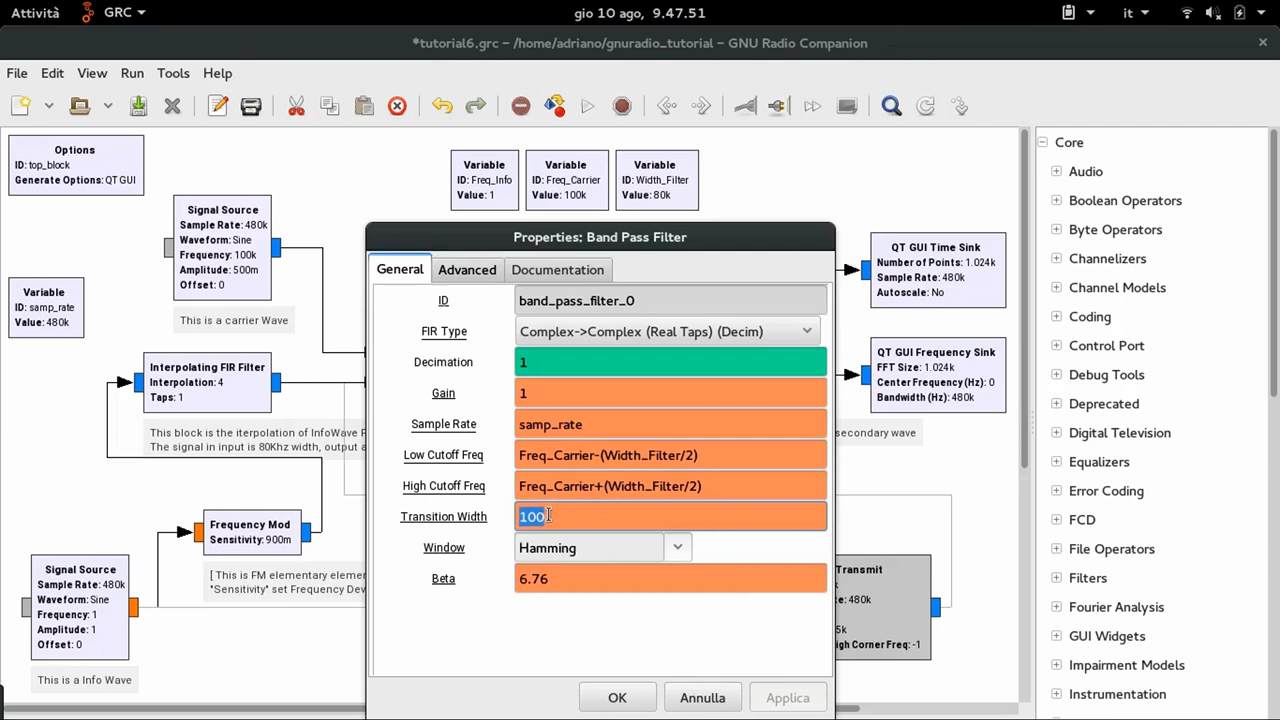 Attività GRC gio 10 ago, 9.47.51 it
*tutorial6.grc – /home/adriano/gnuradio_tutorial – GNU Radio Companion
File Edit View Run Tools Help
Options
ID: top_block
Generate Options: QT GUI
Variable
ID: Freq_Info
Value: 1
Variable
ID: Freq_Carrier
Value: 100k
Variable
ID: Width_Filter
Value: 80k
Signal Source
Sample Rate: 480k
Waveform: Sine
Frequency: 100k
Amplitude: 500m
Offset: 0
This is a carrier Wave
Variable
ID: samp_rate
Value: 480k
Interpolating FIR Filter
Interpolation: 4
Taps: 1
This block is the iterpolation of InfoWave
The signal in input is 80Khz width, output a
Frequency Mod
Sensitivity: 900m
[ This is FM elementary eleme
"Sensitivity" set Frequency Dev
Signal Source
Sample Rate: 480k
Waveform: Sine
Frequency: 1
Amplitude: 1
Offset: 0
This is a Info Wave
Properties: Band Pass Filter
General Advanced Documentation
ID band_pass_filter_0
FIR Type Complex->Complex (Real Taps) (Decim)
Decimation 1
Gain 1
Sample Rate samp_rate
Low Cutoff Freq Freq_Carrier-(Width_Filter/2)
High Cutoff Freq Freq_Carrier+(Width_Filter/2)
Transition Width 100
Window Hamming
Beta 6.76
OK Annulla Applica
QT GUI Time Sink
Number of Points: 1.024k
Sample Rate: 480k
Autoscale: No
QT GUI Frequency Sink
FFT Size: 1.024k
Center Frequency (Hz): 0
Bandwidth (Hz): 480k
secondary wave
Transmit
te: 480k
5k
igh Corner Freq: -1
Core
Audio
Boolean Operators
Byte Operators
Channelizers
Channel Models
Coding
Control Port
Debug Tools
Deprecated
Digital Television
Equalizers
Error Coding
FCD
File Operators
Filters
Fourier Analysis
GUI Widgets
Impairment Models
Instrumentation